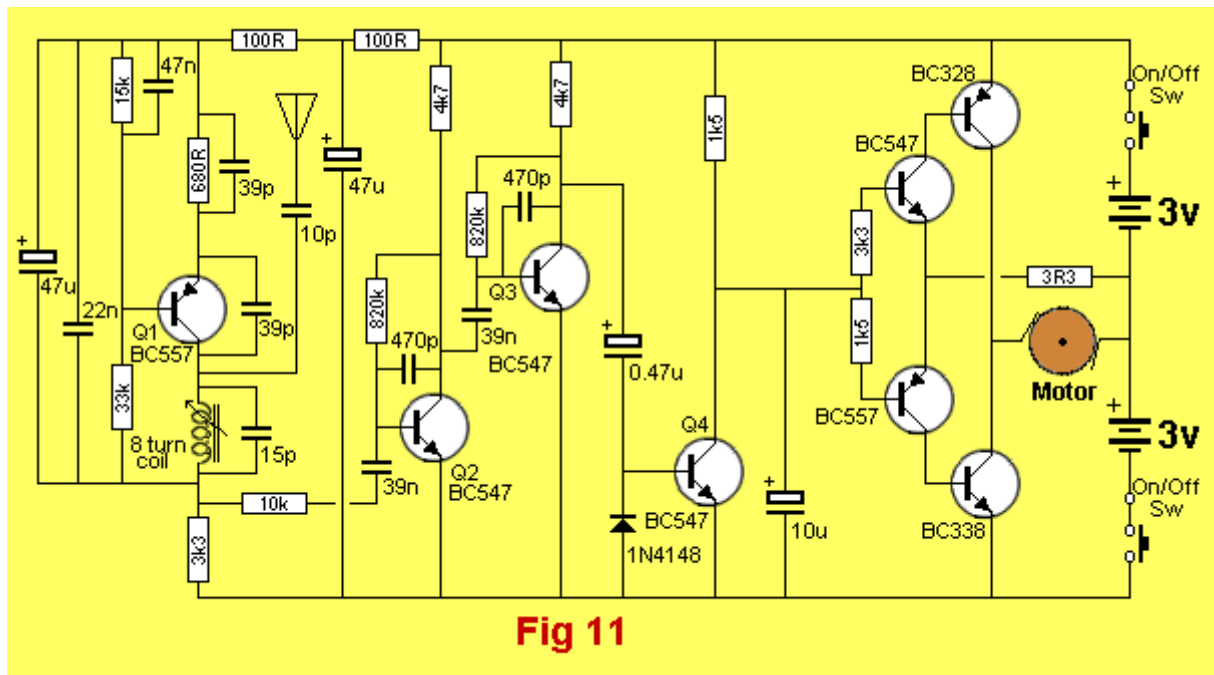 100R
100R
15k
47n
680R
39p
+
47u
22n
Q1
BC557
39p
33k
8 turn
coil
15p
10k
3k3
10p
+
47u
4k7
820k
470p
39n
Q2
BC547
4k7
820k
470p
Q3
39n
BC547
+
0.47u
1N4148
Q4
BC547
1k5
+
10u
3k3
1k5
BC547
BC328
BC557
BC338
3R3
Motor
On/Off
Sw
+
3v
+
3v
On/Off
Sw
Fig 11